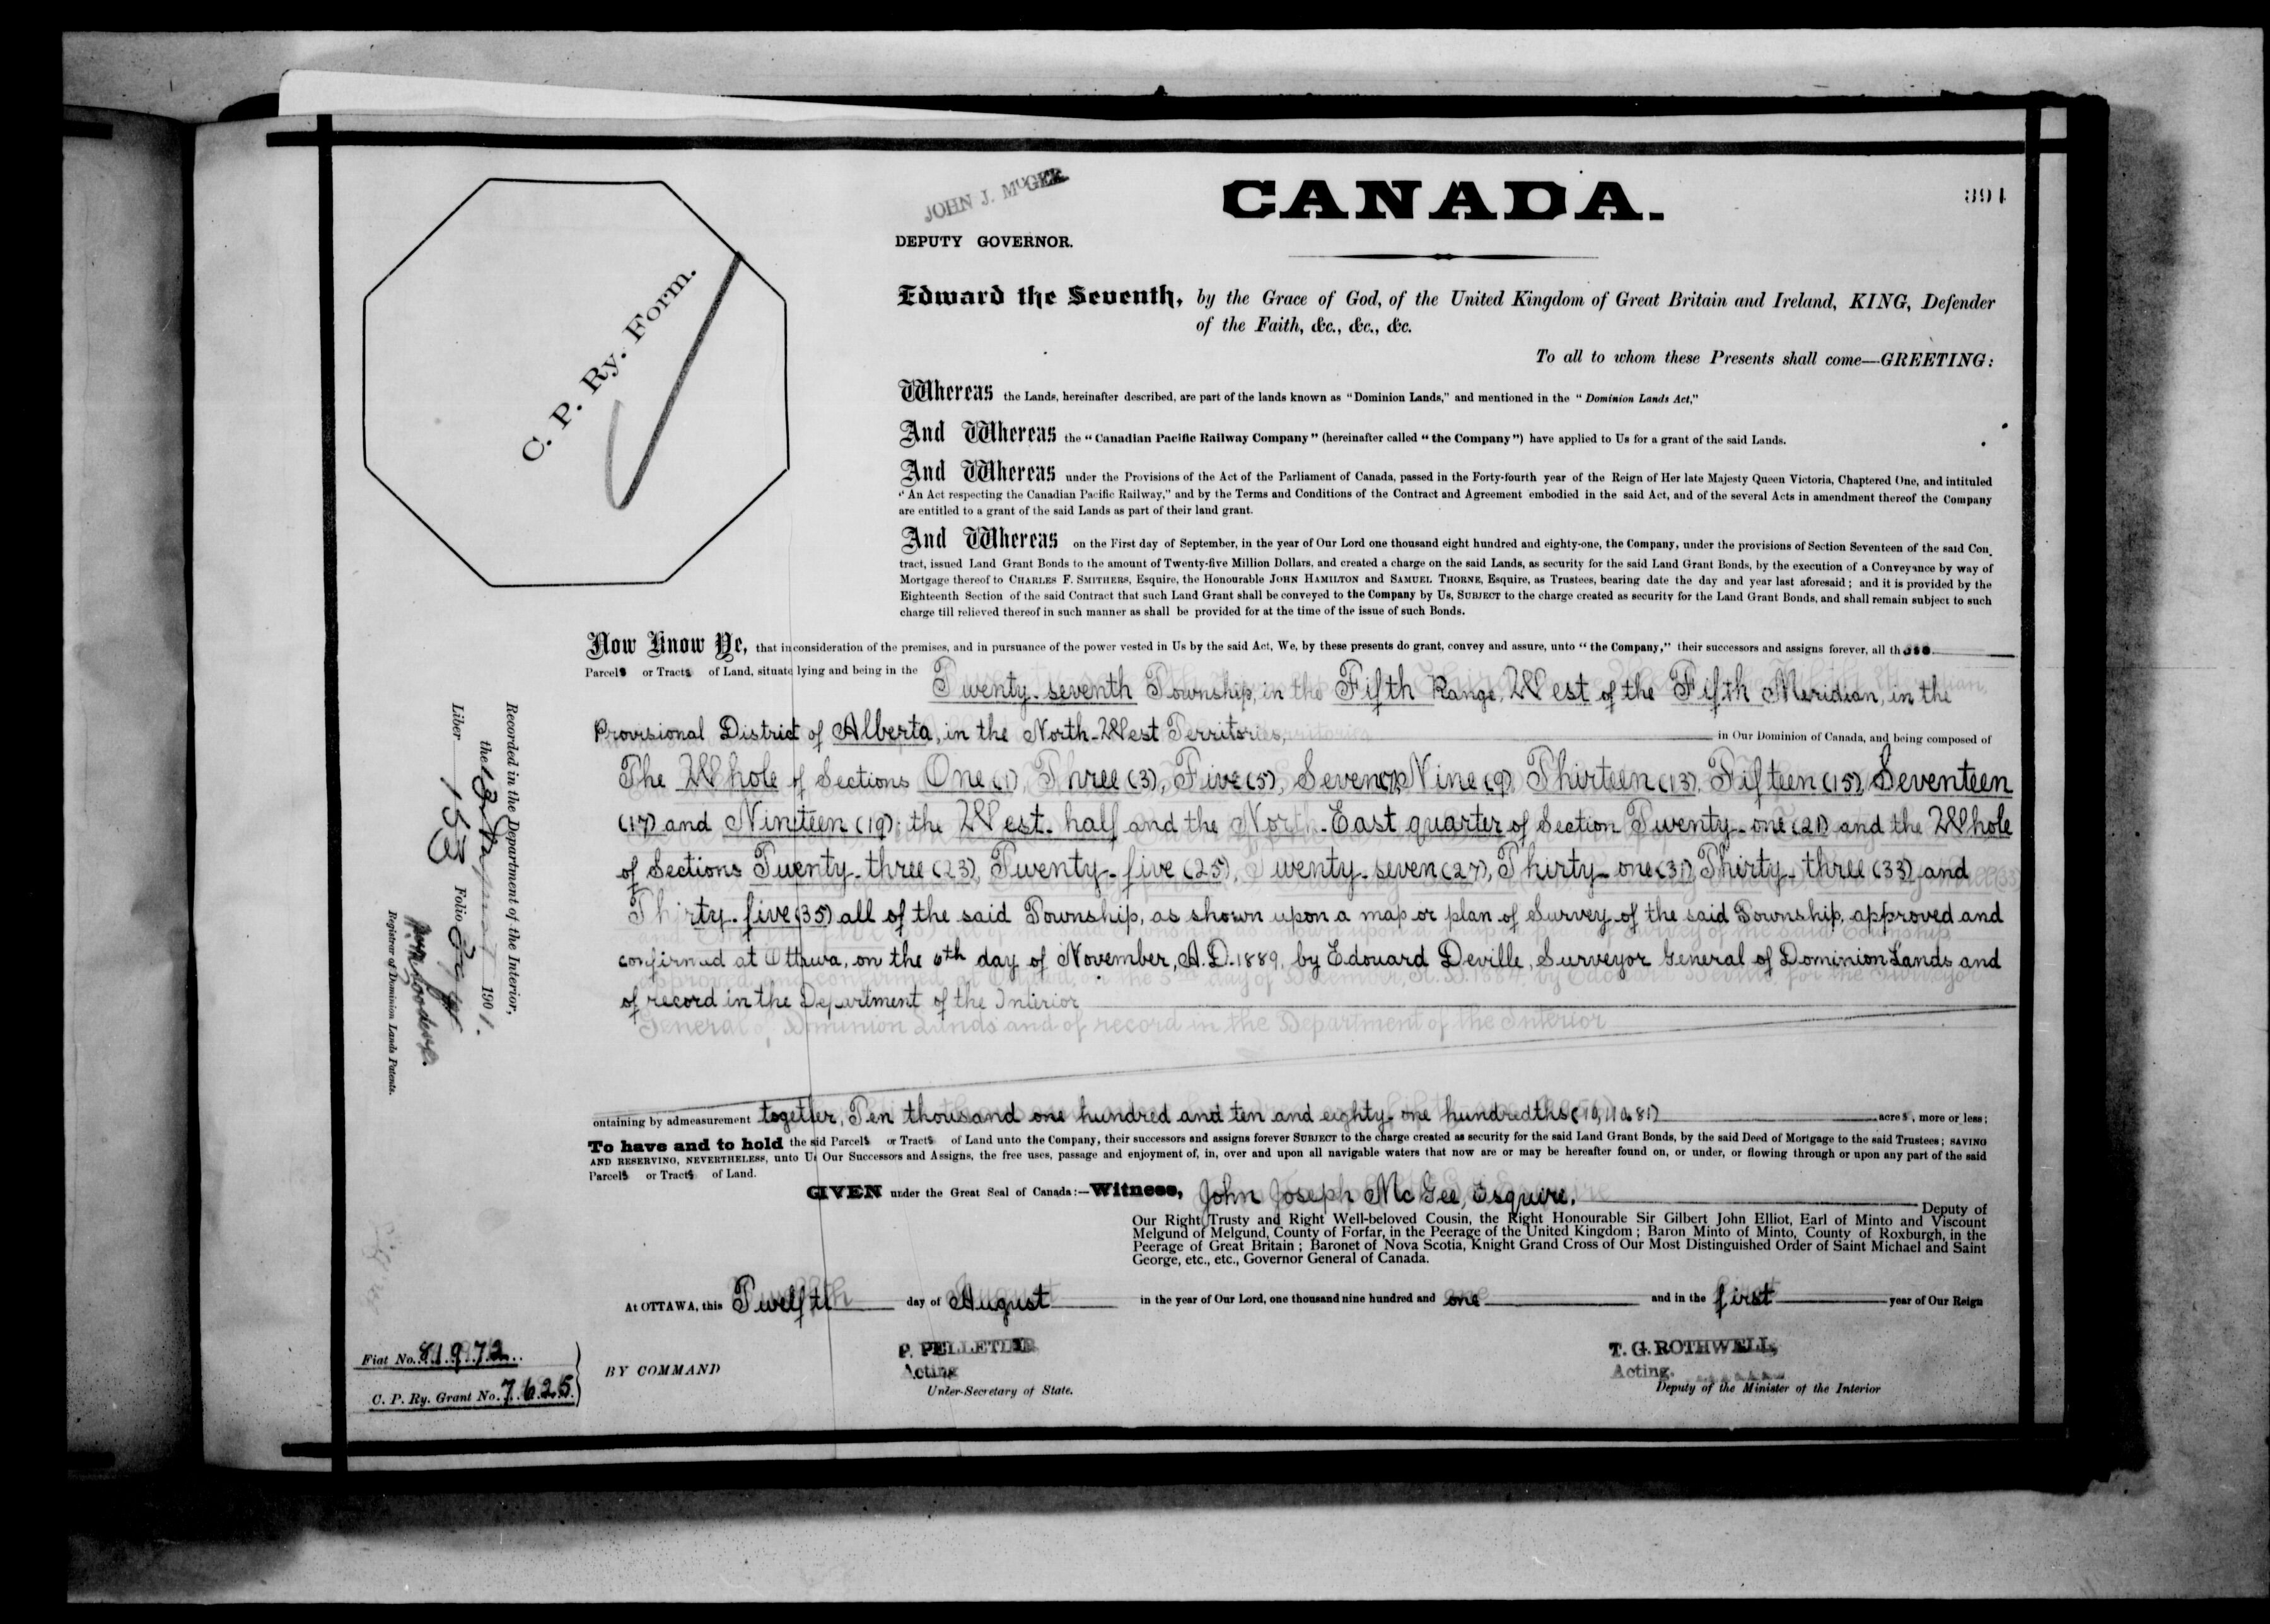 JOHN J. McGEE
CANADA.
394
DEPUTY GOVERNOR.
C. P. Ry. Form.
Edward the Seventh, by the Grace of God, of the United Kingdom of Great Britain and Ireland, KING, Defender
of the Faith, &c., &c., &c.
To all to whom these Presents shall come—GREETING:
Whereas the Lands, hereinafter described, are part of the lands known as "Dominion Lands," and mentioned in the "Dominion Lands Act,"
And Whereas the "Canadian Pacific Railway Company" (hereinafter called "the Company") have applied to Us for a grant of the said Lands.
And Whereas under the Provisions of the Act of the Parliament of Canada, passed in the Forty-fourth year of the Reign of Her late Majesty Queen Victoria, Chaptered One, and intituled
"An Act respecting the Canadian Pacific Railway," and by the Terms and Conditions of the Contract and Agreement embodied in the said Act, and of the several Acts in amendment thereof the Company
are entitled to a grant of the said Lands as part of their land grant.
And Whereas on the First day of September, in the year of Our Lord one thousand eight hundred and eighty-one, the Company, under the provisions of Section Seventeen of the said Con
tract, issued Land Grant Bonds to the amount of Twenty-five Million Dollars, and created a charge on the said Lands, as security for the said Land Grant Bonds, by the execution of a Conveyance by way of
Mortgage thereof to CHARLES F. SMITHERS, Esquire, the Honourable JOHN HAMILTON and SAMUEL THORNE, Esquire, as Trustees, bearing date the day and year last aforesaid; and it is provided by the
Eighteenth Section of the said Contract that such Land Grant shall be conveyed to the Company by Us, SUBJECT to the charge created as security for the Land Grant Bonds, and shall remain subject to such
charge till relieved thereof in such manner as shall be provided for at the time of the issue of such Bonds.
Now Know Ye, that in consideration of the premises, and in pursuance of the power vested in Us by the said Act, We, by these presents do grant, convey and assure, unto "the Company," their successors and assigns forever, all those
Parcels or Tracts of Land, situate lying and being in the Twenty-seventh Township, in the Fifth Range, West of the Fifth Meridian, in the
Provisional District of Alberta, in the North-West Territories, in Our Dominion of Canada, and being composed of
The Whole of Sections One (1), Three (3), Five (5), Seven (7), Nine (9), Thirteen (13), Fifteen (15), Seventeen
(17) and Nineteen (19); the West-half and the North-East quarter of Section Twenty-one (21) and the Whole
of Sections Twenty-three (23), Twenty-five (25), Twenty-seven (27), Thirty-one (31), Thirty-three (33) and
Thirty-five (35) all of the said Township, as shown upon a map or plan of Survey of the said Township, approved and
confirmed at Ottawa, on the 6th day of November, A.D. 1889, by Edouard Deville, Surveyor General of Dominion Lands and
of record in the Department of the Interior
General of Dominion Lands and of record in the Department of the Interior
ontaining by admeasurement together, Ten thousand one hundred and ten and eighty-one hundredths (10,110.81) acres, more or less;
To have and to hold the said Parcels or Tracts of Land unto the Company, their successors and assigns forever SUBJECT to the charge created as security for the said Land Grant Bonds, by the said Deed of Mortgage to the said Trustees; SAVING
AND RESERVING, NEVERTHELESS, unto Us Our Successors and Assigns, the free uses, passage and enjoyment of, in, over and upon all navigable waters that now are or may be hereafter found on, or under, or flowing through or upon any part of the said
Parcels or Tracts of Land.
GIVEN under the Great Seal of Canada:—Witness, John Joseph McGee, Esquire, Deputy of
Our Right Trusty and Right Well-beloved Cousin, the Right Honourable Sir Gilbert John Elliot, Earl of Minto and Viscount
Melgund of Melgund, County of Forfar, in the Peerage of the United Kingdom; Baron Minto of Minto, County of Roxburgh, in the
Peerage of Great Britain; Baronet of Nova Scotia, Knight Grand Cross of Our Most Distinguished Order of Saint Michael and Saint
George, etc., etc., Governor General of Canada.
At OTTAWA, this Twelfth day of August in the year of Our Lord, one thousand nine hundred and one and in the first year of Our Reign
BY COMMAND
P. PELLETIER
Acting
Under-Secretary of State.
T. G. ROTHWELL,
Acting.
Deputy of the Minister of the Interior
Fiat No. 81972
C. P. Ry. Grant No. 7625
Recorded in the Department of the Interior,
the 13th August 1901.
Liber 158 Folio
Registrar of Dominion Lands Patents.